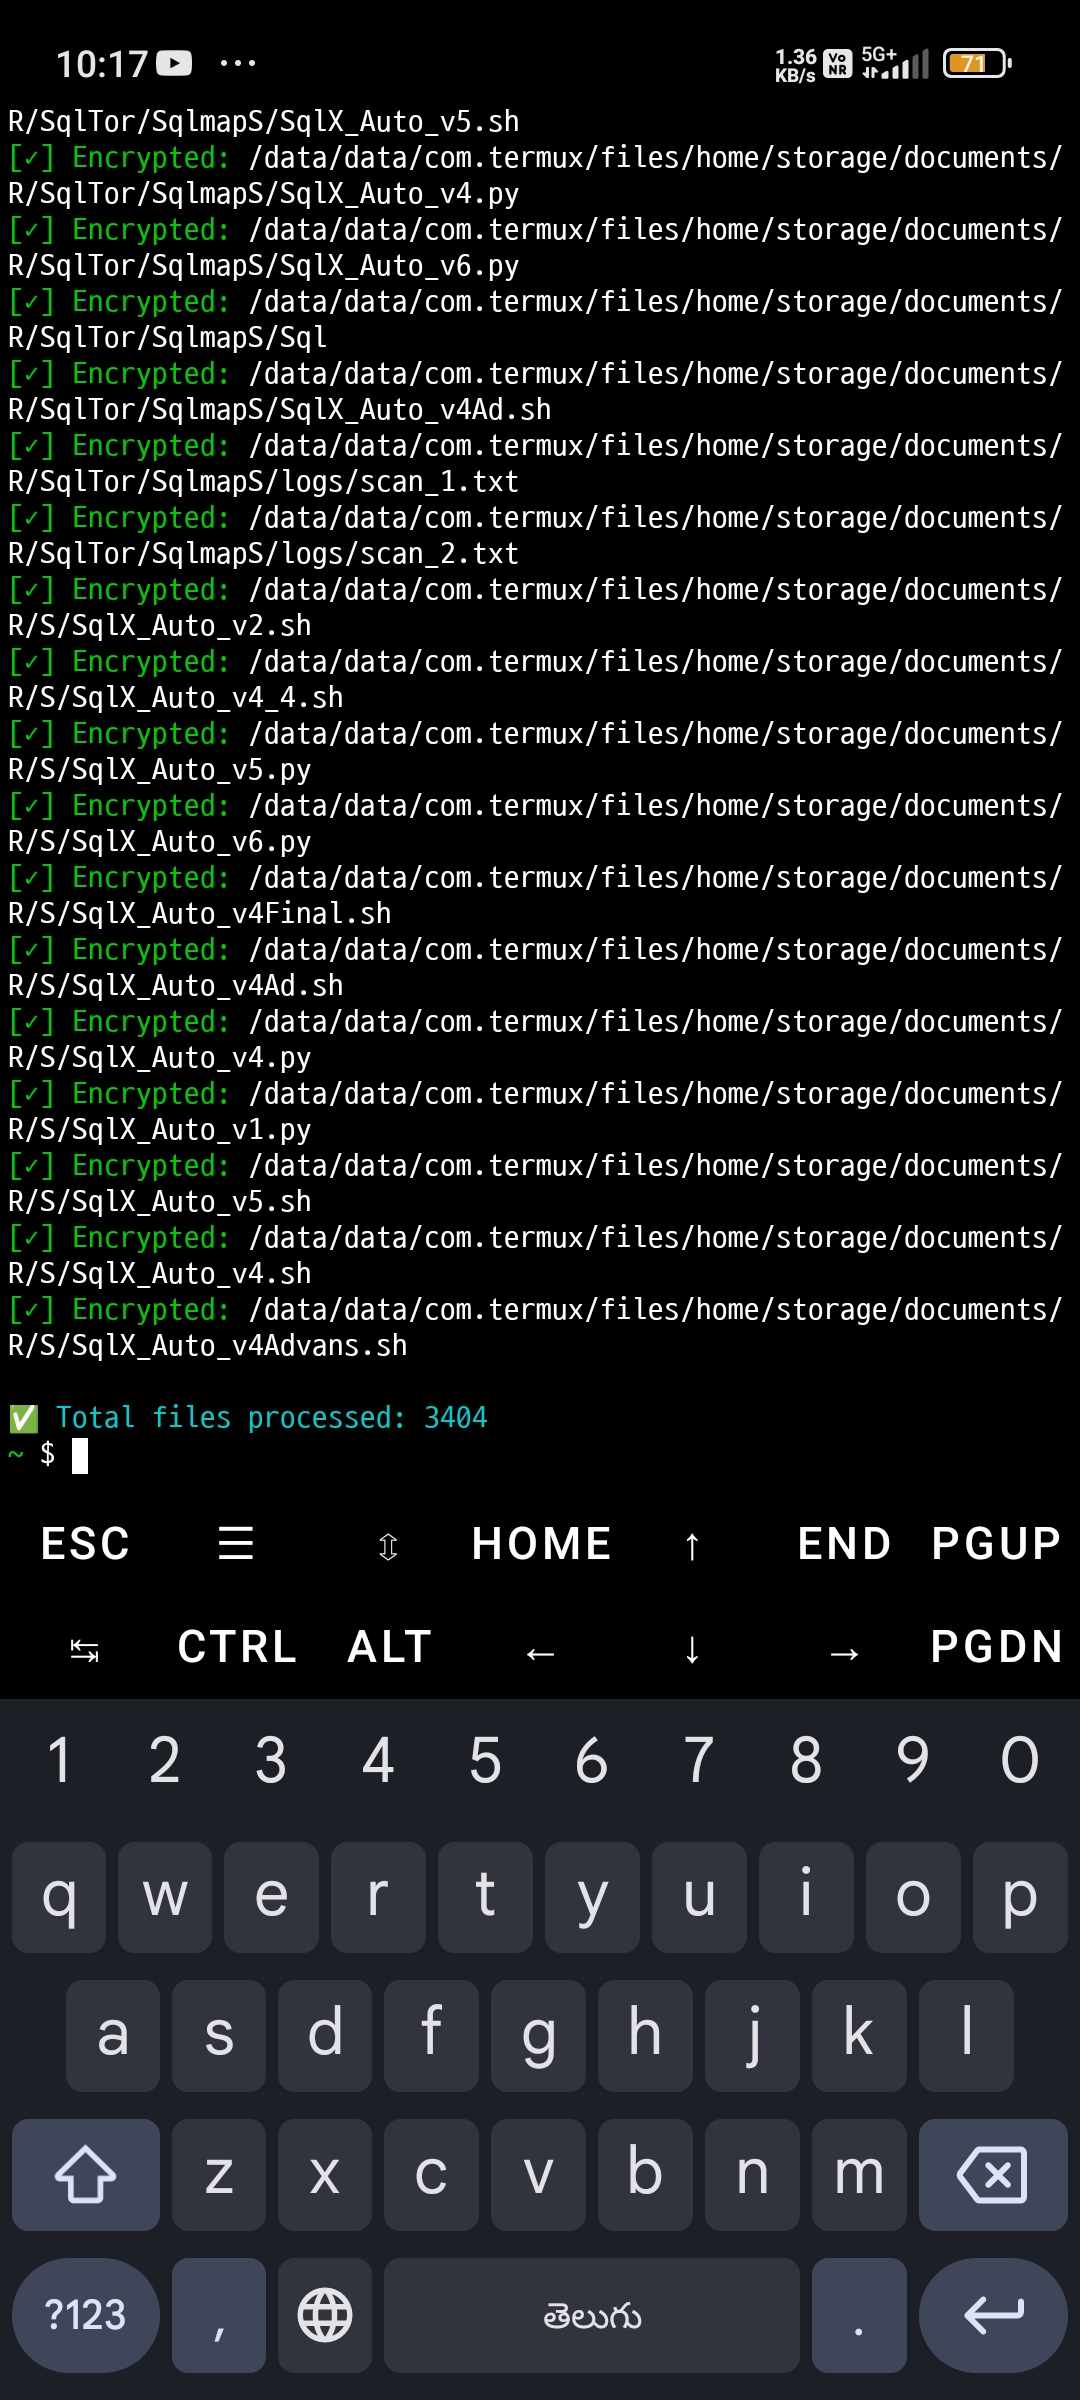 10:17 ... 1.36 KB/s Vo NR 5G+ 71
R/SqlTor/SqlmapS/SqlX_Auto_v5.sh
[✓] Encrypted: /data/data/com.termux/files/home/storage/documents/
R/SqlTor/SqlmapS/SqlX_Auto_v4.py
[✓] Encrypted: /data/data/com.termux/files/home/storage/documents/
R/SqlTor/SqlmapS/SqlX_Auto_v6.py
[✓] Encrypted: /data/data/com.termux/files/home/storage/documents/
R/SqlTor/SqlmapS/Sql
[✓] Encrypted: /data/data/com.termux/files/home/storage/documents/
R/SqlTor/SqlmapS/SqlX_Auto_v4Ad.sh
[✓] Encrypted: /data/data/com.termux/files/home/storage/documents/
R/SqlTor/SqlmapS/logs/scan_1.txt
[✓] Encrypted: /data/data/com.termux/files/home/storage/documents/
R/SqlTor/SqlmapS/logs/scan_2.txt
[✓] Encrypted: /data/data/com.termux/files/home/storage/documents/
R/S/SqlX_Auto_v2.sh
[✓] Encrypted: /data/data/com.termux/files/home/storage/documents/
R/S/SqlX_Auto_v4_4.sh
[✓] Encrypted: /data/data/com.termux/files/home/storage/documents/
R/S/SqlX_Auto_v5.py
[✓] Encrypted: /data/data/com.termux/files/home/storage/documents/
R/S/SqlX_Auto_v6.py
[✓] Encrypted: /data/data/com.termux/files/home/storage/documents/
R/S/SqlX_Auto_v4Final.sh
[✓] Encrypted: /data/data/com.termux/files/home/storage/documents/
R/S/SqlX_Auto_v4Ad.sh
[✓] Encrypted: /data/data/com.termux/files/home/storage/documents/
R/S/SqlX_Auto_v4.py
[✓] Encrypted: /data/data/com.termux/files/home/storage/documents/
R/S/SqlX_Auto_v1.py
[✓] Encrypted: /data/data/com.termux/files/home/storage/documents/
R/S/SqlX_Auto_v5.sh
[✓] Encrypted: /data/data/com.termux/files/home/storage/documents/
R/S/SqlX_Auto_v4.sh
[✓] Encrypted: /data/data/com.termux/files/home/storage/documents/
R/S/SqlX_Auto_v4Advans.sh
✅ Total files processed: 3404
~ $
ESC ☰ ⇳ HOME ↑ END PGUP
↹ CTRL ALT ← ↓ → PGDN
1 2 3 4 5 6 7 8 9 0
q w e r t y u i o p
a s d f g h j k l
z x c v b n m
?123 , తెలుగు .